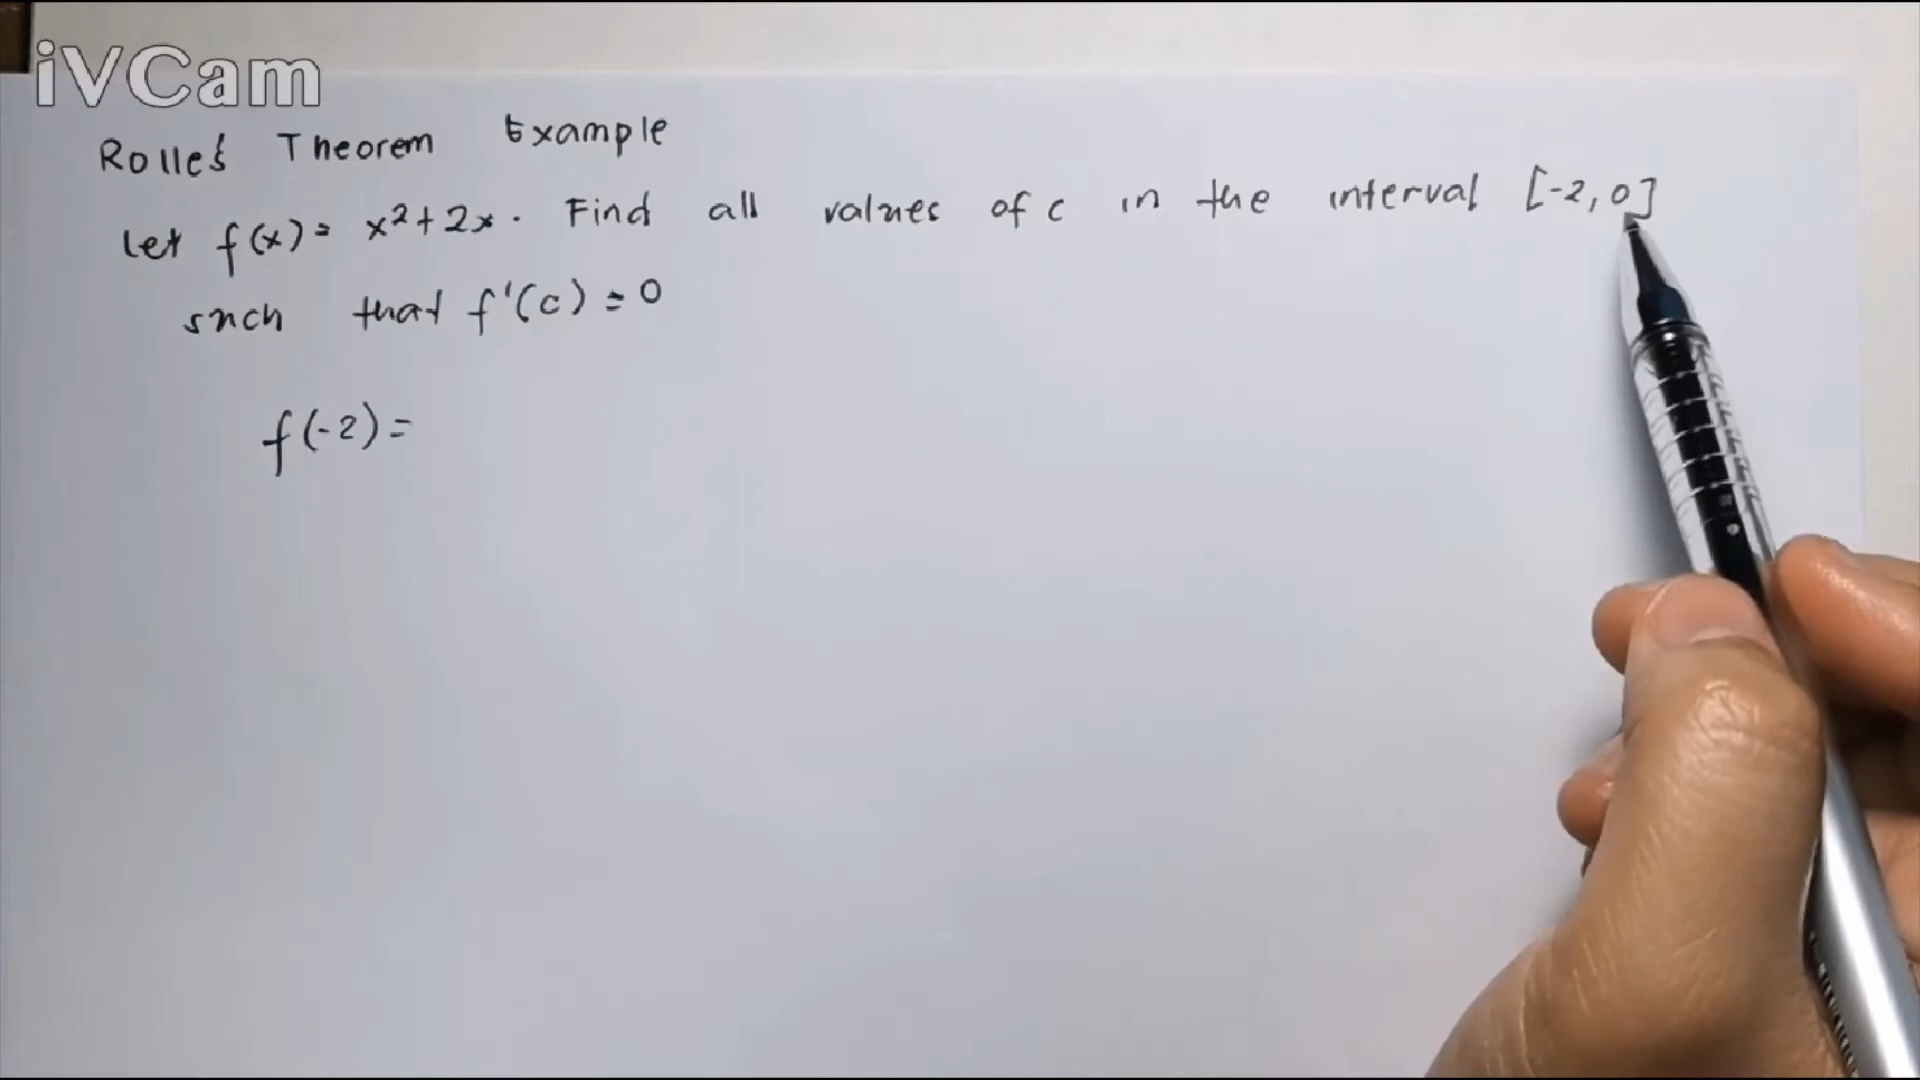 iVCam
Rolle's Theorem Example
let f(x) = x² + 2x. Find all values of c in the interval [-2, 0]
such that f'(c) = 0
f(-2) =